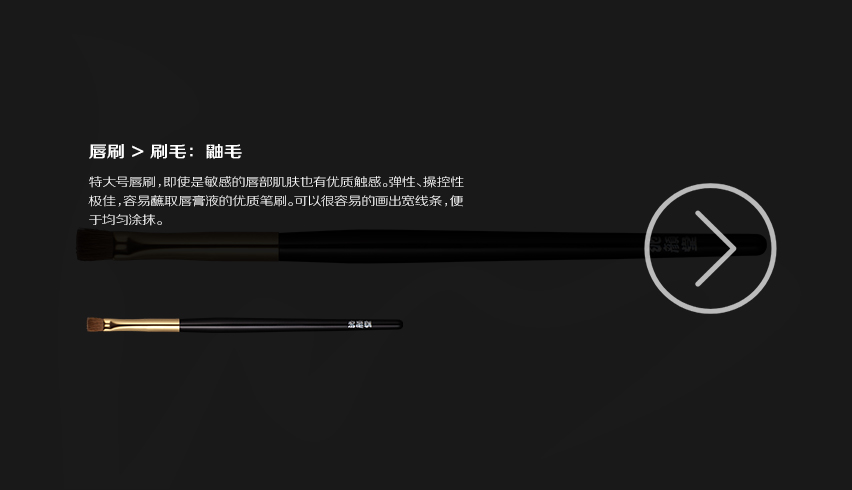 唇刷 > 刷毛：鼬毛
特大号唇刷，即使是敏感的唇部肌肤也有优质触感。弹性、操控性
极佳，容易蘸取唇膏液的优质笔刷。可以很容易的画出宽线条，便
于均匀涂抹。